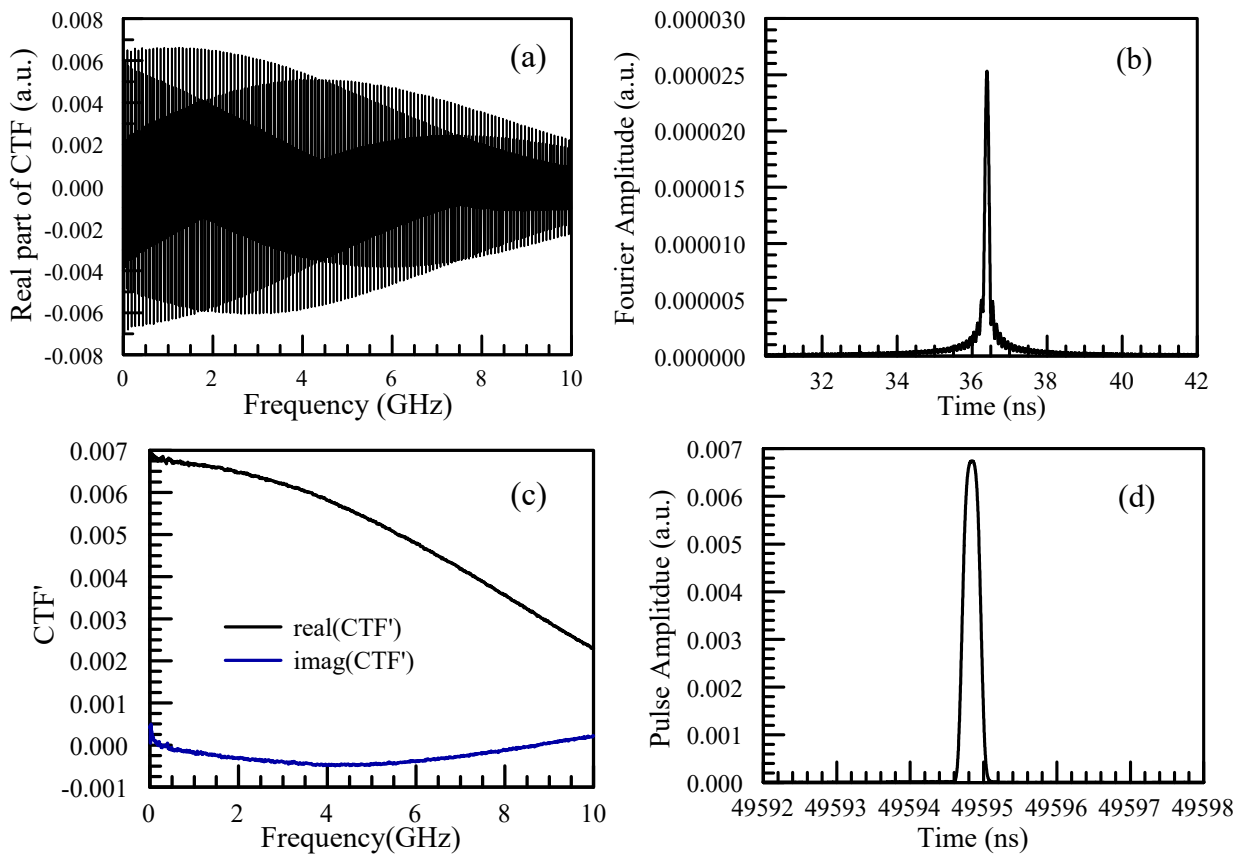 0.008
0.006
0.004
0.002
0.000
-0.002
-0.004
-0.006
-0.008
Real part of CTF (a.u.)
(a)
0 2 4 6 8 10
Frequency (GHz)
0.000030
0.000025
0.000020
0.000015
0.000010
0.000005
0.000000
Fourier Amplitude (a.u.)
(b)
32 34 36 38 40 42
Time (ns)
0.007
0.006
0.005
0.004
0.003
0.002
0.001
0.000
-0.001
CTF'
(c)
real(CTF')
imag(CTF')
0 2 4 6 8 10
Frequency(GHz)
0.007
0.006
0.005
0.004
0.003
0.002
0.001
0.000
Pulse Amplitdue (a.u.)
(d)
49592 49593 49594 49595 49596 49597 49598
Time (ns)